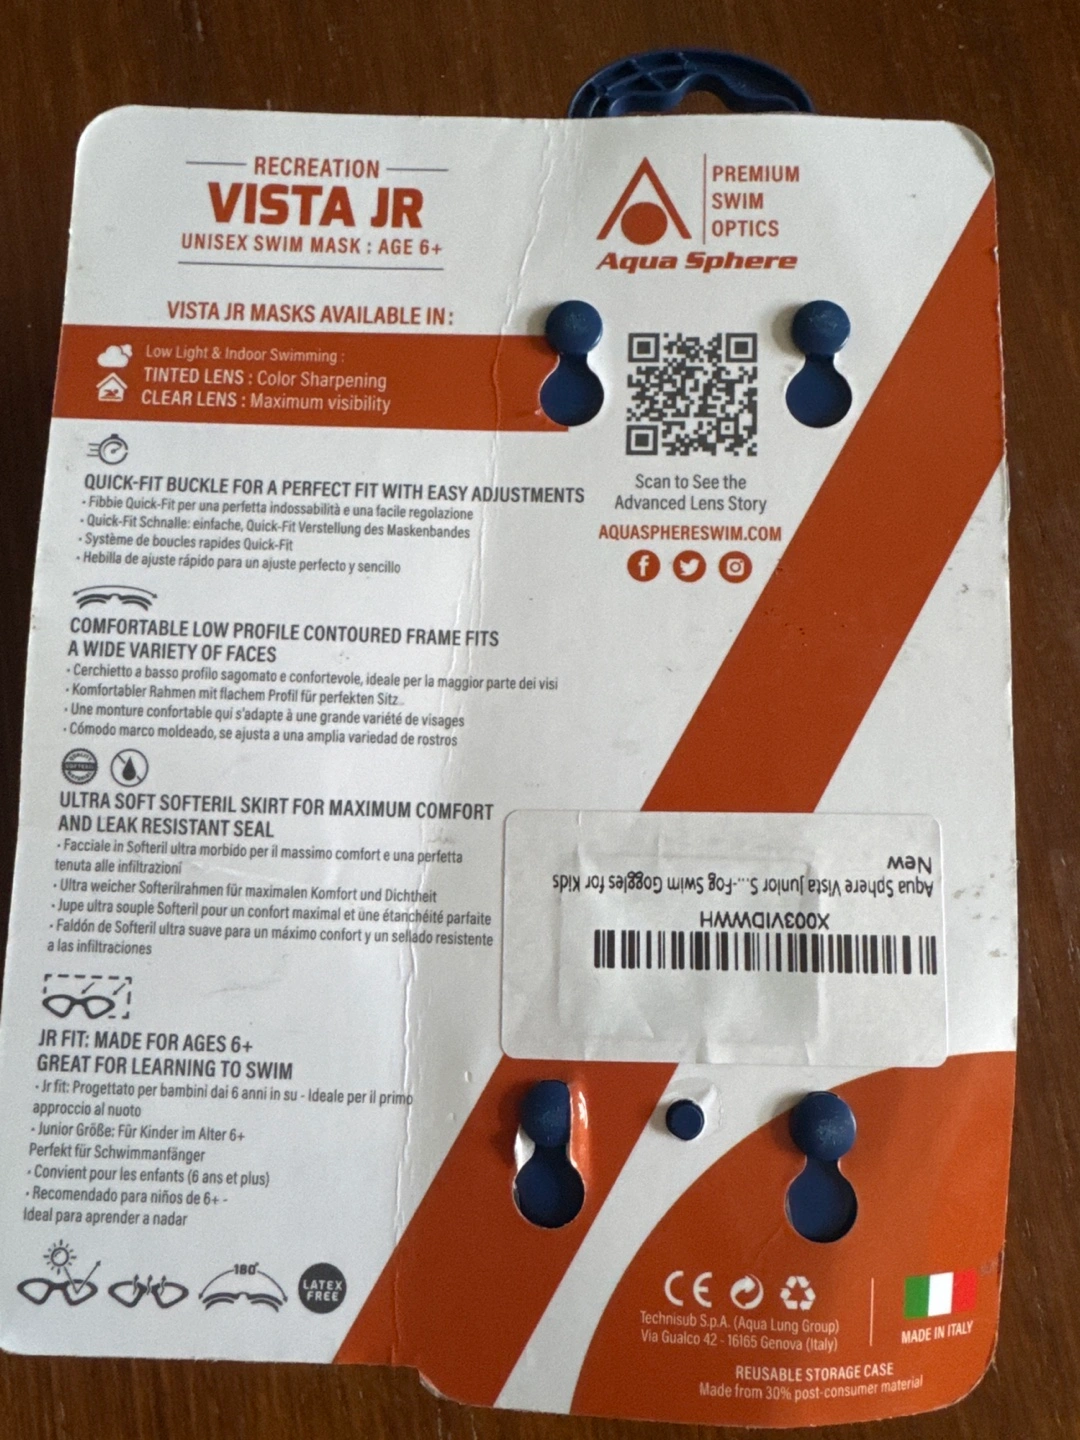 RECREATION
VISTA JR
UNISEX SWIM MASK : AGE 6+
PREMIUM
SWIM
OPTICS
Aqua Sphere
VISTA JR MASKS AVAILABLE IN:
Low Light & Indoor Swimming :
TINTED LENS : Color Sharpening
CLEAR LENS : Maximum visibility
Scan to See the
Advanced Lens Story
AQUASPHERESWIM.COM
QUICK-FIT BUCKLE FOR A PERFECT FIT WITH EASY ADJUSTMENTS
· Fibbie Quick-Fit per una perfetta indossabilità e una facile regolazione
· Quick-Fit Schnalle: einfache, Quick-Fit Verstellung des Maskenbandes
· Système de boucles rapides Quick-Fit
· Hebilla de ajuste rápido para un ajuste perfecto y sencillo
COMFORTABLE LOW PROFILE CONTOURED FRAME FITS
A WIDE VARIETY OF FACES
· Cerchietto a basso profilo sagomato e confortevole, ideale per la maggior parte dei visi
· Komfortabler Rahmen mit flachem Profil für perfekten Sitz
· Une monture confortable qui s'adapte à une grande variété de visages
· Cómodo marco moldeado, se ajusta a una amplia variedad de rostros
ULTRA SOFT SOFTERIL SKIRT FOR MAXIMUM COMFORT
AND LEAK RESISTANT SEAL
· Facciale in Softeril ultra morbido per il massimo comfort e una perfetta
tenuta alle infiltrazioni
· Ultra weicher Softerilrahmen für maximalen Komfort und Dichtheit
· Jupe ultra souple Softeril pour un confort maximal et une étanchéité parfaite
· Faldón de Softeril ultra suave para un máximo confort y un sellado resistente
a las infiltraciones
X003VIDWWH
Aqua Sphere Vista Junior S...-Fog- Swim Goggles for Kids
New
JR FIT: MADE FOR AGES 6+
GREAT FOR LEARNING TO SWIM
· Jr fit: Progettato per bambini dai 6 anni in su - Ideale per il primo
approccio al nuoto
· Junior Größe: Für Kinder im Alter 6+
Perfekt für Schwimmanfänger
· Convient pour les enfants (6 ans et plus)
· Recomendado para niños de 6+ -
Ideal para aprender a nadar
180°
LATEX
FREE
CE
Technisub S.p.A. (Aqua Lung Group)
Via Gualco 42 - 16165 Genova (Italy)
MADE IN ITALY
REUSABLE STORAGE CASE
Made from 30% post-consumer material